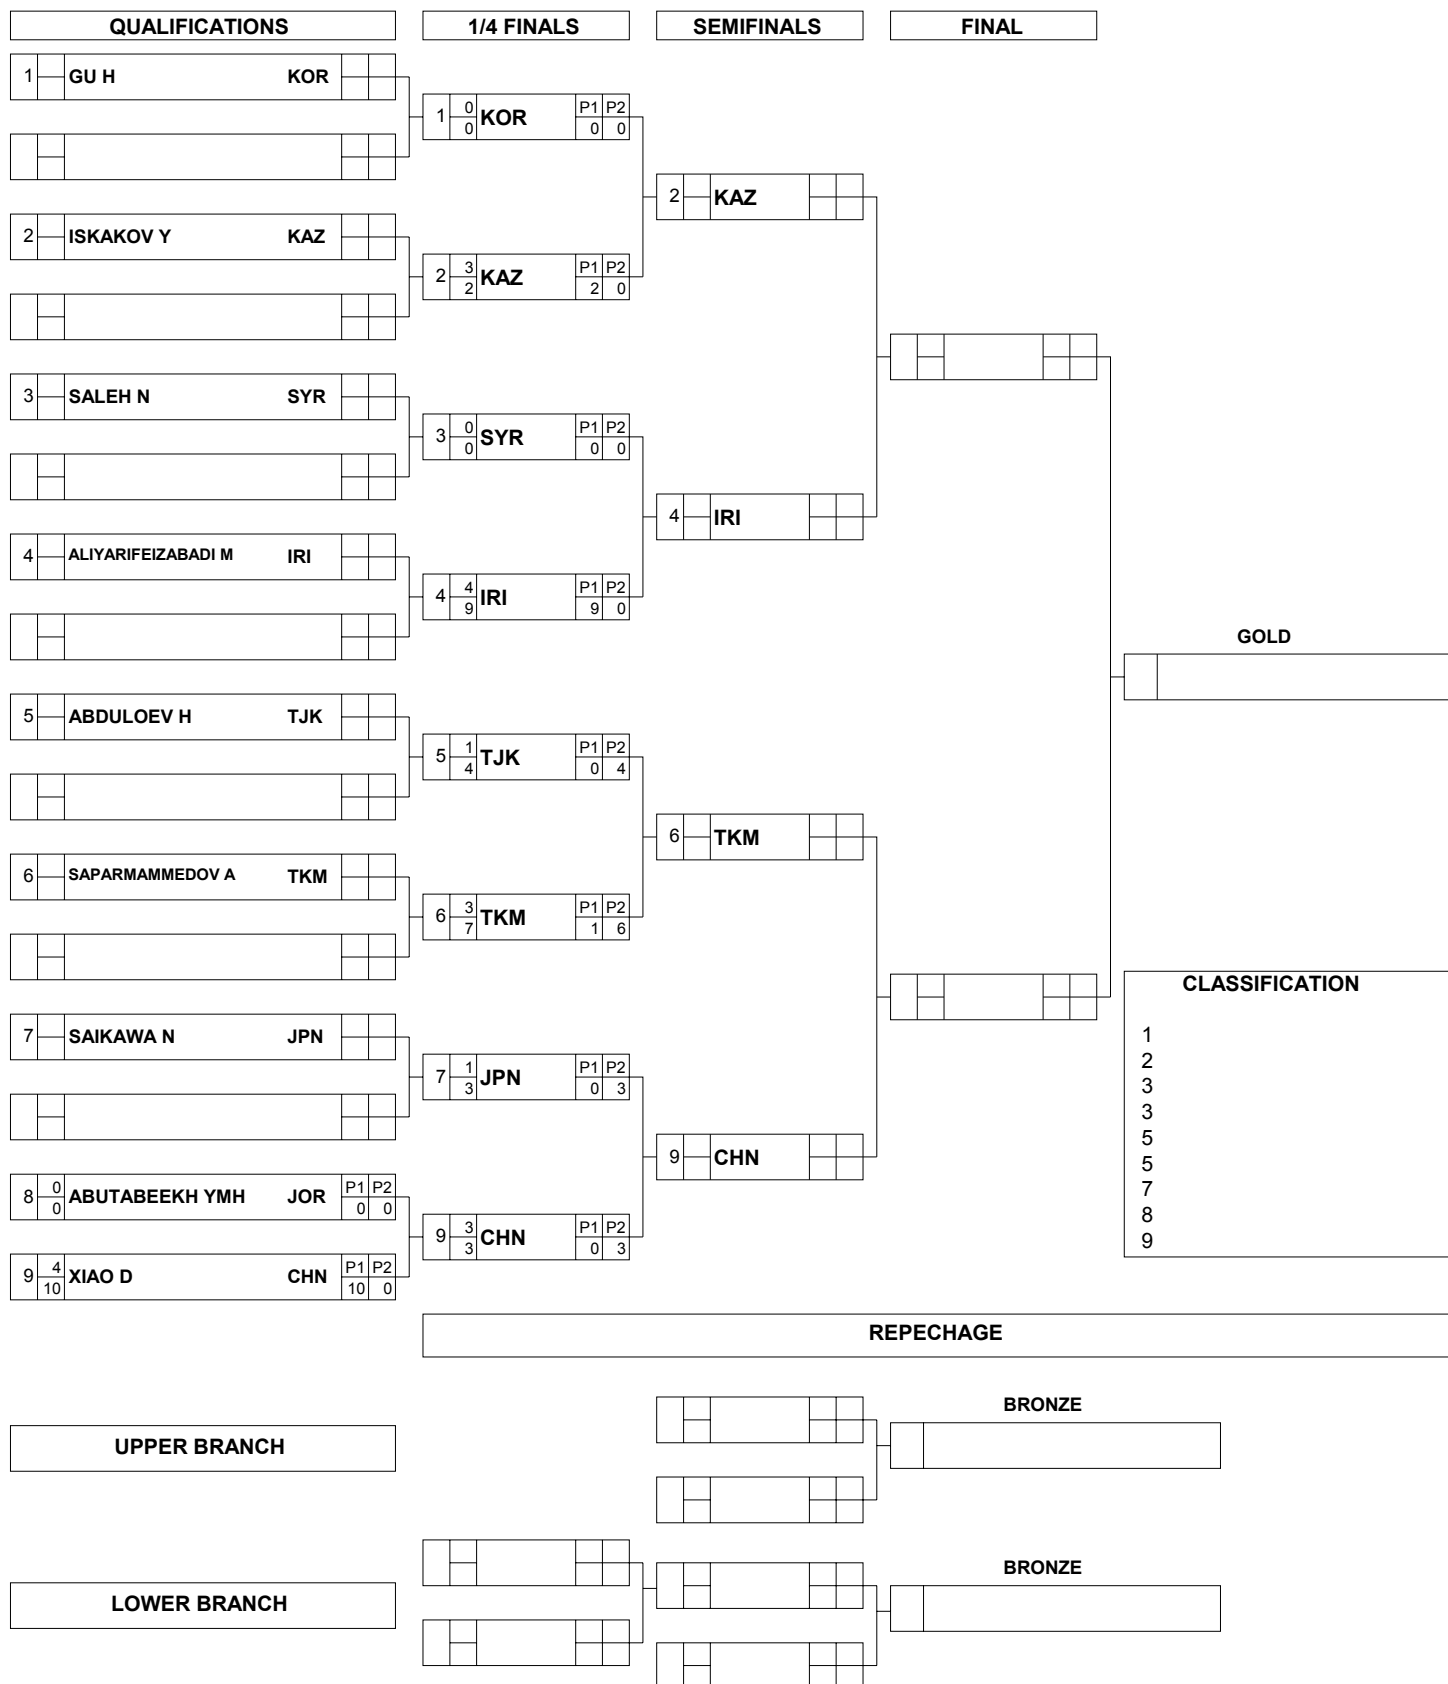 QUALIFICATIONS 1/4 FINALS SEMIFINALS FINAL
1 GU H KOR
1 0 0 KOR P1 P2 0 0
2 KAZ
2 ISKAKOV Y KAZ
2 3 2 KAZ P1 P2 2 0
3 SALEH N SYR
3 0 0 SYR P1 P2 0 0
4 IRI
4 ALIYARIFEIZABADI M IRI
4 4 9 IRI P1 P2 9 0
GOLD
5 ABDULOEV H TJK
5 1 4 TJK P1 P2 0 4
6 TKM
6 SAPARMAMMEDOV A TKM
6 3 7 TKM P1 P2 1 6
CLASSIFICATION
1
2
3
3
5
5
7
8
9
7 SAIKAWA N JPN
7 1 3 JPN P1 P2 0 3
9 CHN
8 0 0 ABUTABEEKH YMH JOR P1 P2 0 0
9 3 3 CHN P1 P2 0 3
9 4 10 XIAO D CHN P1 P2 10 0
REPECHAGE
BRONZE
UPPER BRANCH
BRONZE
LOWER BRANCH